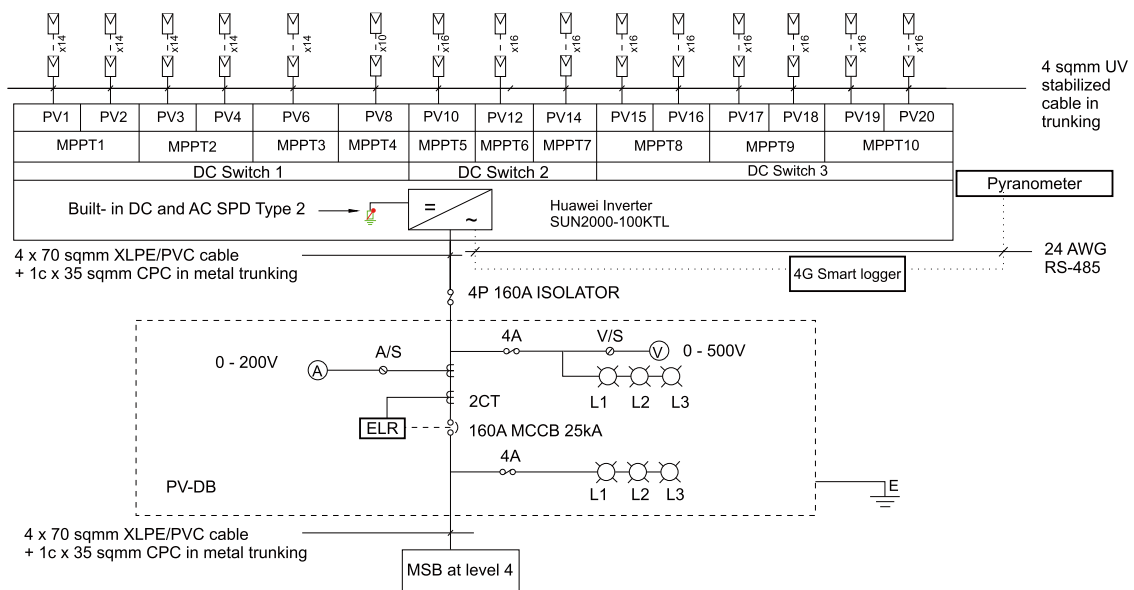 x14 x14 x14 x14 x14 x10 x16 x16 x16 x16 x16 x16 x16 x16 x16
4 sqmm UV
stabilized
cable in
trunking
PV1 PV2 PV3 PV4 PV6 PV8 PV10 PV12 PV14 PV15 PV16 PV17 PV18 PV19 PV20
MPPT1 MPPT2 MPPT3 MPPT4 MPPT5 MPPT6 MPPT7 MPPT8 MPPT9 MPPT10
DC Switch 1 DC Switch 2 DC Switch 3
Pyranometer
Built- in DC and AC SPD Type 2
=
~
Huawei Inverter
SUN2000-100KTL
4 x 70 sqmm XLPE/PVC cable
+ 1c x 35 sqmm CPC in metal trunking
24 AWG
RS-485
4G Smart logger
4P 160A ISOLATOR
4A V/S V 0 - 500V
0 - 200V A A/S
L1 L2 L3
2CT
ELR 160A MCCB 25kA
4A
L1 L2 L3
PV-DB
E
4 x 70 sqmm XLPE/PVC cable
+ 1c x 35 sqmm CPC in metal trunking
MSB at level 4